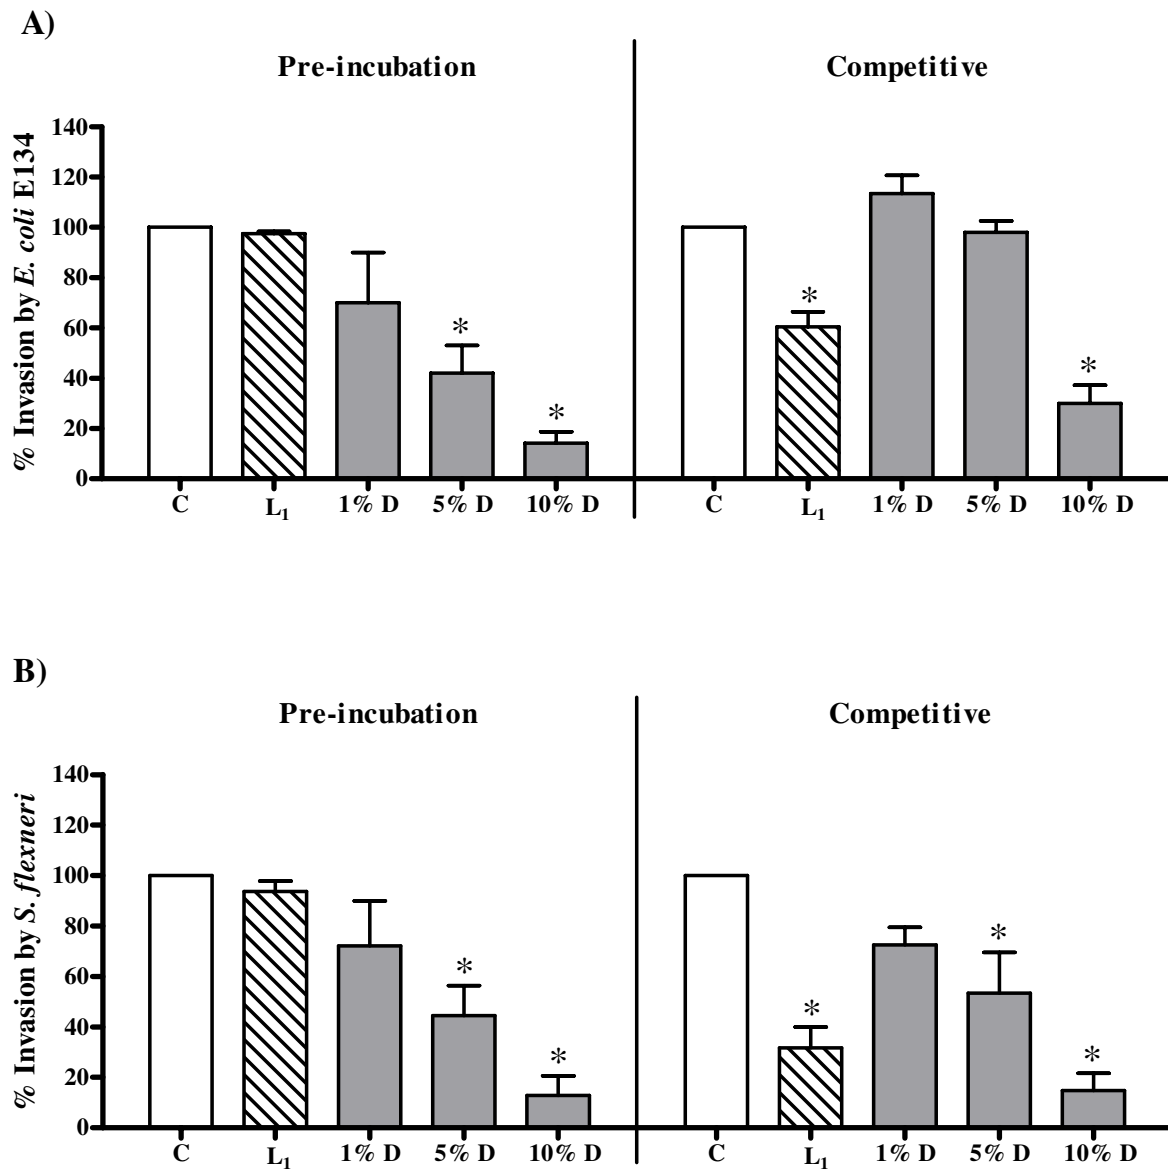 A)
Pre-incubation Competitive
% Invasion by E. coli E134
140
120
100
80
60
40
20
0
* * * *
C L1 1% D 5% D 10% D C L1 1% D 5% D 10% D
B)
Pre-incubation Competitive
% Invasion by S. flexneri
140
120
100
80
60
40
20
0
* * * * *
C L1 1% D 5% D 10% D C L1 1% D 5% D 10% D